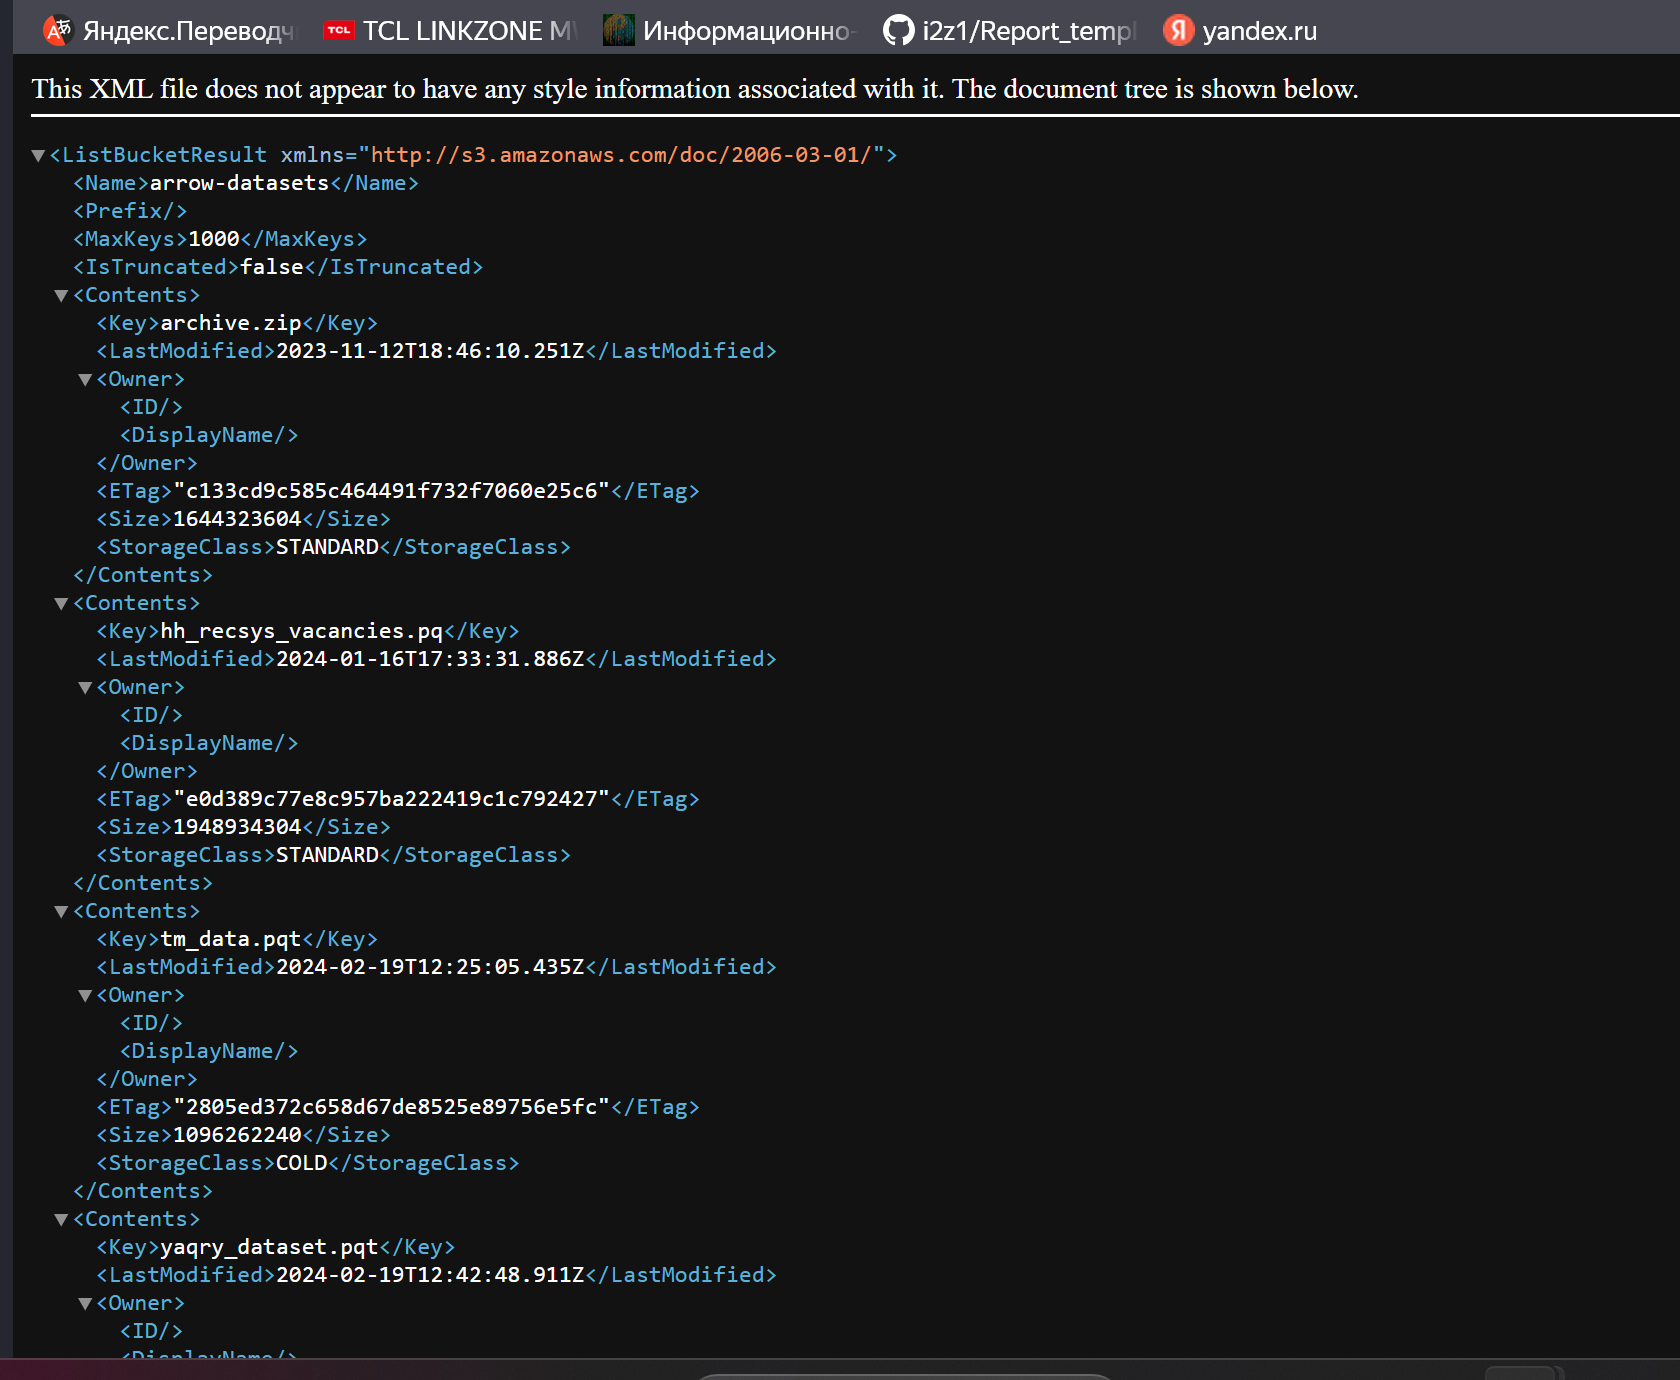 Яндекс.Переводч TCL TCL LINKZONE M Информационно- i2z1/Report_templ Я yandex.ru
This XML file does not appear to have any style information associated with it. The document tree is shown below.
▼<ListBucketResult xmlns="http://s3.amazonaws.com/doc/2006-03-01/">
<Name>arrow-datasets</Name>
<Prefix/>
<MaxKeys>1000</MaxKeys>
<IsTruncated>false</IsTruncated>
▼<Contents>
<Key>archive.zip</Key>
<LastModified>2023-11-12T18:46:10.251Z</LastModified>
▼<Owner>
<ID/>
<DisplayName/>
</Owner>
<ETag>"c133cd9c585c464491f732f7060e25c6"</ETag>
<Size>1644323604</Size>
<StorageClass>STANDARD</StorageClass>
</Contents>
▼<Contents>
<Key>hh_recsys_vacancies.pq</Key>
<LastModified>2024-01-16T17:33:31.886Z</LastModified>
▼<Owner>
<ID/>
<DisplayName/>
</Owner>
<ETag>"e0d389c77e8c957ba222419c1c792427"</ETag>
<Size>1948934304</Size>
<StorageClass>STANDARD</StorageClass>
</Contents>
▼<Contents>
<Key>tm_data.pqt</Key>
<LastModified>2024-02-19T12:25:05.435Z</LastModified>
▼<Owner>
<ID/>
<DisplayName/>
</Owner>
<ETag>"2805ed372c658d67de8525e89756e5fc"</ETag>
<Size>1096262240</Size>
<StorageClass>COLD</StorageClass>
</Contents>
▼<Contents>
<Key>yaqry_dataset.pqt</Key>
<LastModified>2024-02-19T12:42:48.911Z</LastModified>
▼<Owner>
<ID/>
<DisplayName/>